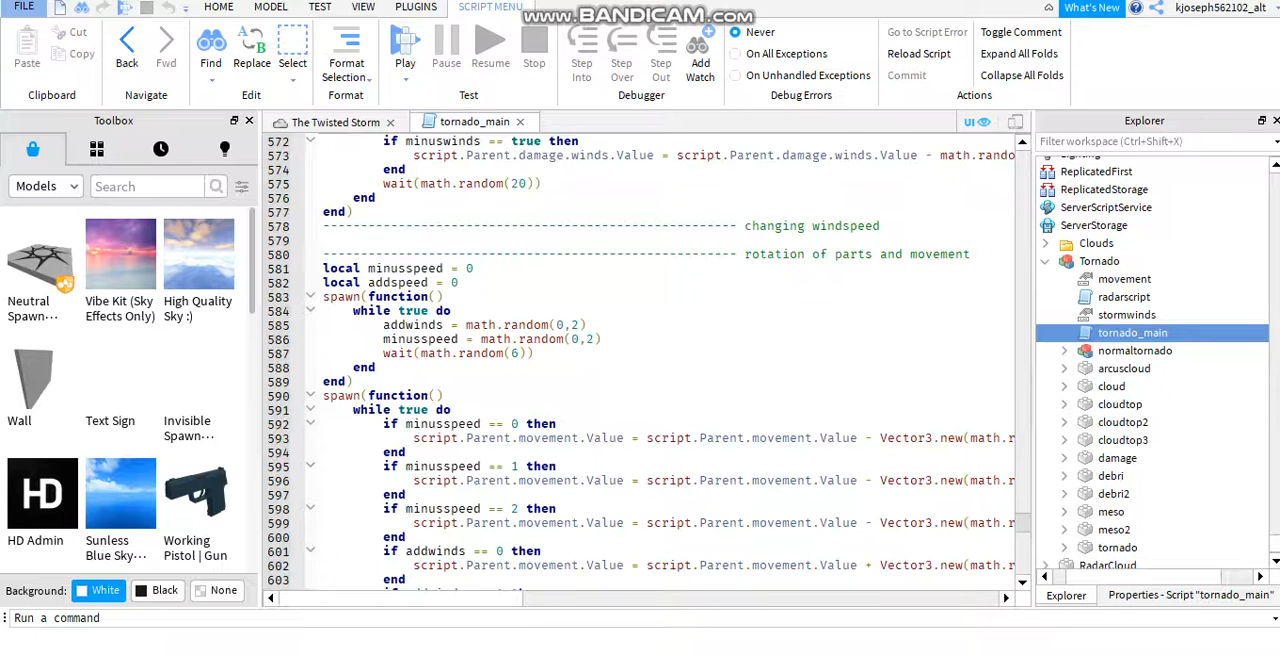 FILE HOME MODEL TEST VIEW PLUGINS SCRIPT MENU
www.BANDICAM.com
What's New kjoseph562102_alt
Paste Cut Copy Clipboard
Back Fwd Navigate
Find Replace Select Edit
Format Selection Format
Play Pause Resume Stop Test
Step Into Step Over Step Out Add Watch Debugger
Never
On All Exceptions
On Unhandled Exceptions
Debug Errors
Go to Script Error Toggle Comment
Reload Script Expand All Folds
Commit Collapse All Folds
Actions
Toolbox
Models Search
Neutral Spawn...
Vibe Kit (Sky Effects Only)
High Quality Sky :)
Wall
Text Sign
Invisible Spawn...
HD
HD Admin
Sunless Blue Sky...
Working Pistol | Gun
Background: White Black None
Run a command
The Twisted Storm tornado_main UI
572 if minuswinds == true then
573 script.Parent.damage.winds.Value = script.Parent.damage.winds.Value - math.rando
574 end
575 wait(math.random(20))
576 end
577 end)
578 ------------------------------------------------------- changing windspeed
579
580 ------------------------------------------------------- rotation of parts and movement
581 local minusspeed = 0
582 local addspeed = 0
583 spawn(function()
584 while true do
585 addwinds = math.random(0,2)
586 minusspeed = math.random(0,2)
587 wait(math.random(6))
588 end
589 end)
590 spawn(function()
591 while true do
592 if minusspeed == 0 then
593 script.Parent.movement.Value = script.Parent.movement.Value - Vector3.new(math.r
594 end
595 if minusspeed == 1 then
596 script.Parent.movement.Value = script.Parent.movement.Value - Vector3.new(math.r
597 end
598 if minusspeed == 2 then
599 script.Parent.movement.Value = script.Parent.movement.Value - Vector3.new(math.r
600 end
601 if addwinds == 0 then
602 script.Parent.movement.Value = script.Parent.movement.Value + Vector3.new(math.r
603 end
Explorer
Filter workspace (Ctrl+Shift+X)
ReplicatedFirst
ReplicatedStorage
ServerScriptService
ServerStorage
Clouds
Tornado
movement
radarscript
stormwinds
tornado_main
normaltornado
arcuscloud
cloud
cloudtop
cloudtop2
cloudtop3
damage
debri
debri2
meso
meso2
tornado
RadarCloud
Explorer Properties - Script "tornado_main"